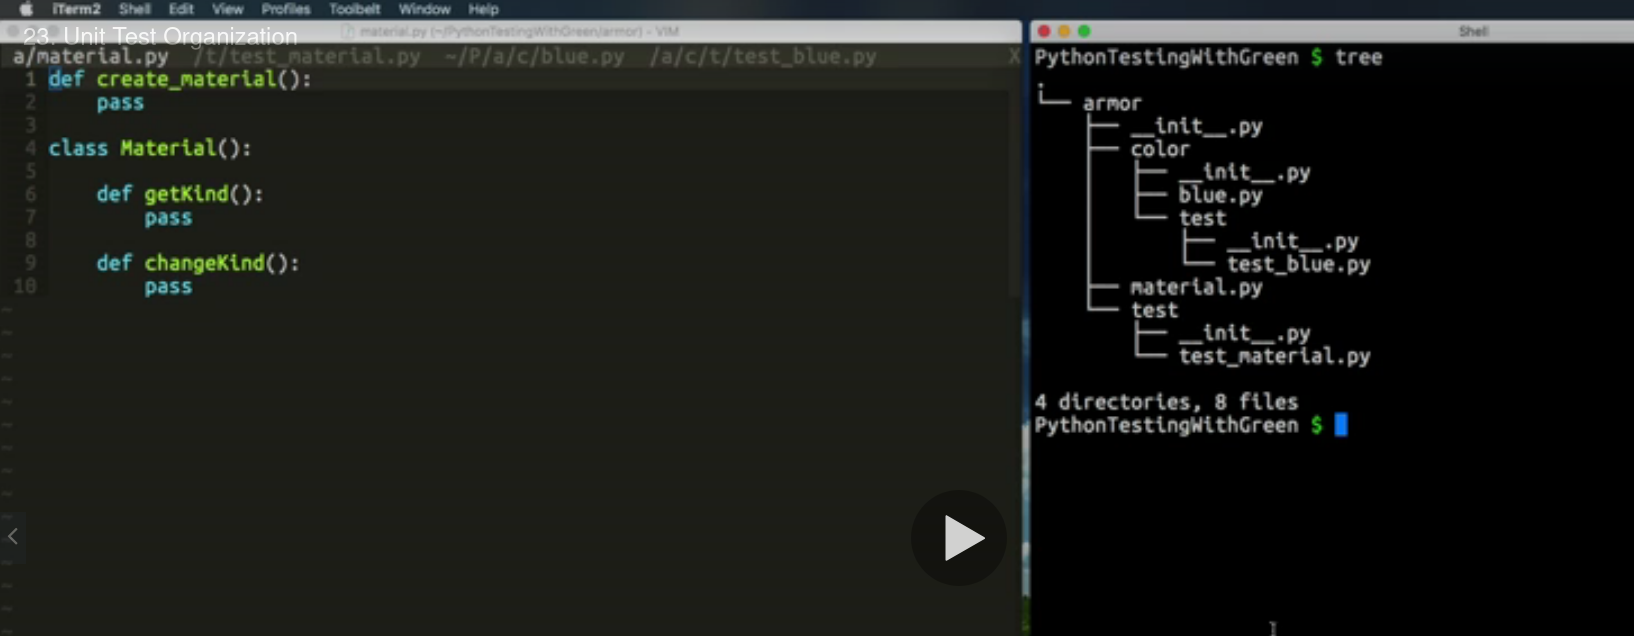 iTerm2 Shell Edit View Profiles Toolbelt Window Help
23. Unit Test Organization
material.py (~/PythonTestingWithGreen/armor) - VIM
Shell
a/material.py /t/test_material.py ~/P/a/c/blue.py /a/c/t/test_blue.py X
1 def create_material():
2 pass
3
4 class Material():
5
6 def getKind():
7 pass
8
9 def changeKind():
10 pass
~
~
~
~
~
~
~
~
~
~
~
~
~
~
PythonTestingWithGreen $ tree
.
└── armor
├── __init__.py
├── color
├── __init__.py
├── blue.py
└── test
├── __init__.py
└── test_blue.py
├── material.py
└── test
├── __init__.py
└── test_material.py
4 directories, 8 files
PythonTestingWithGreen $